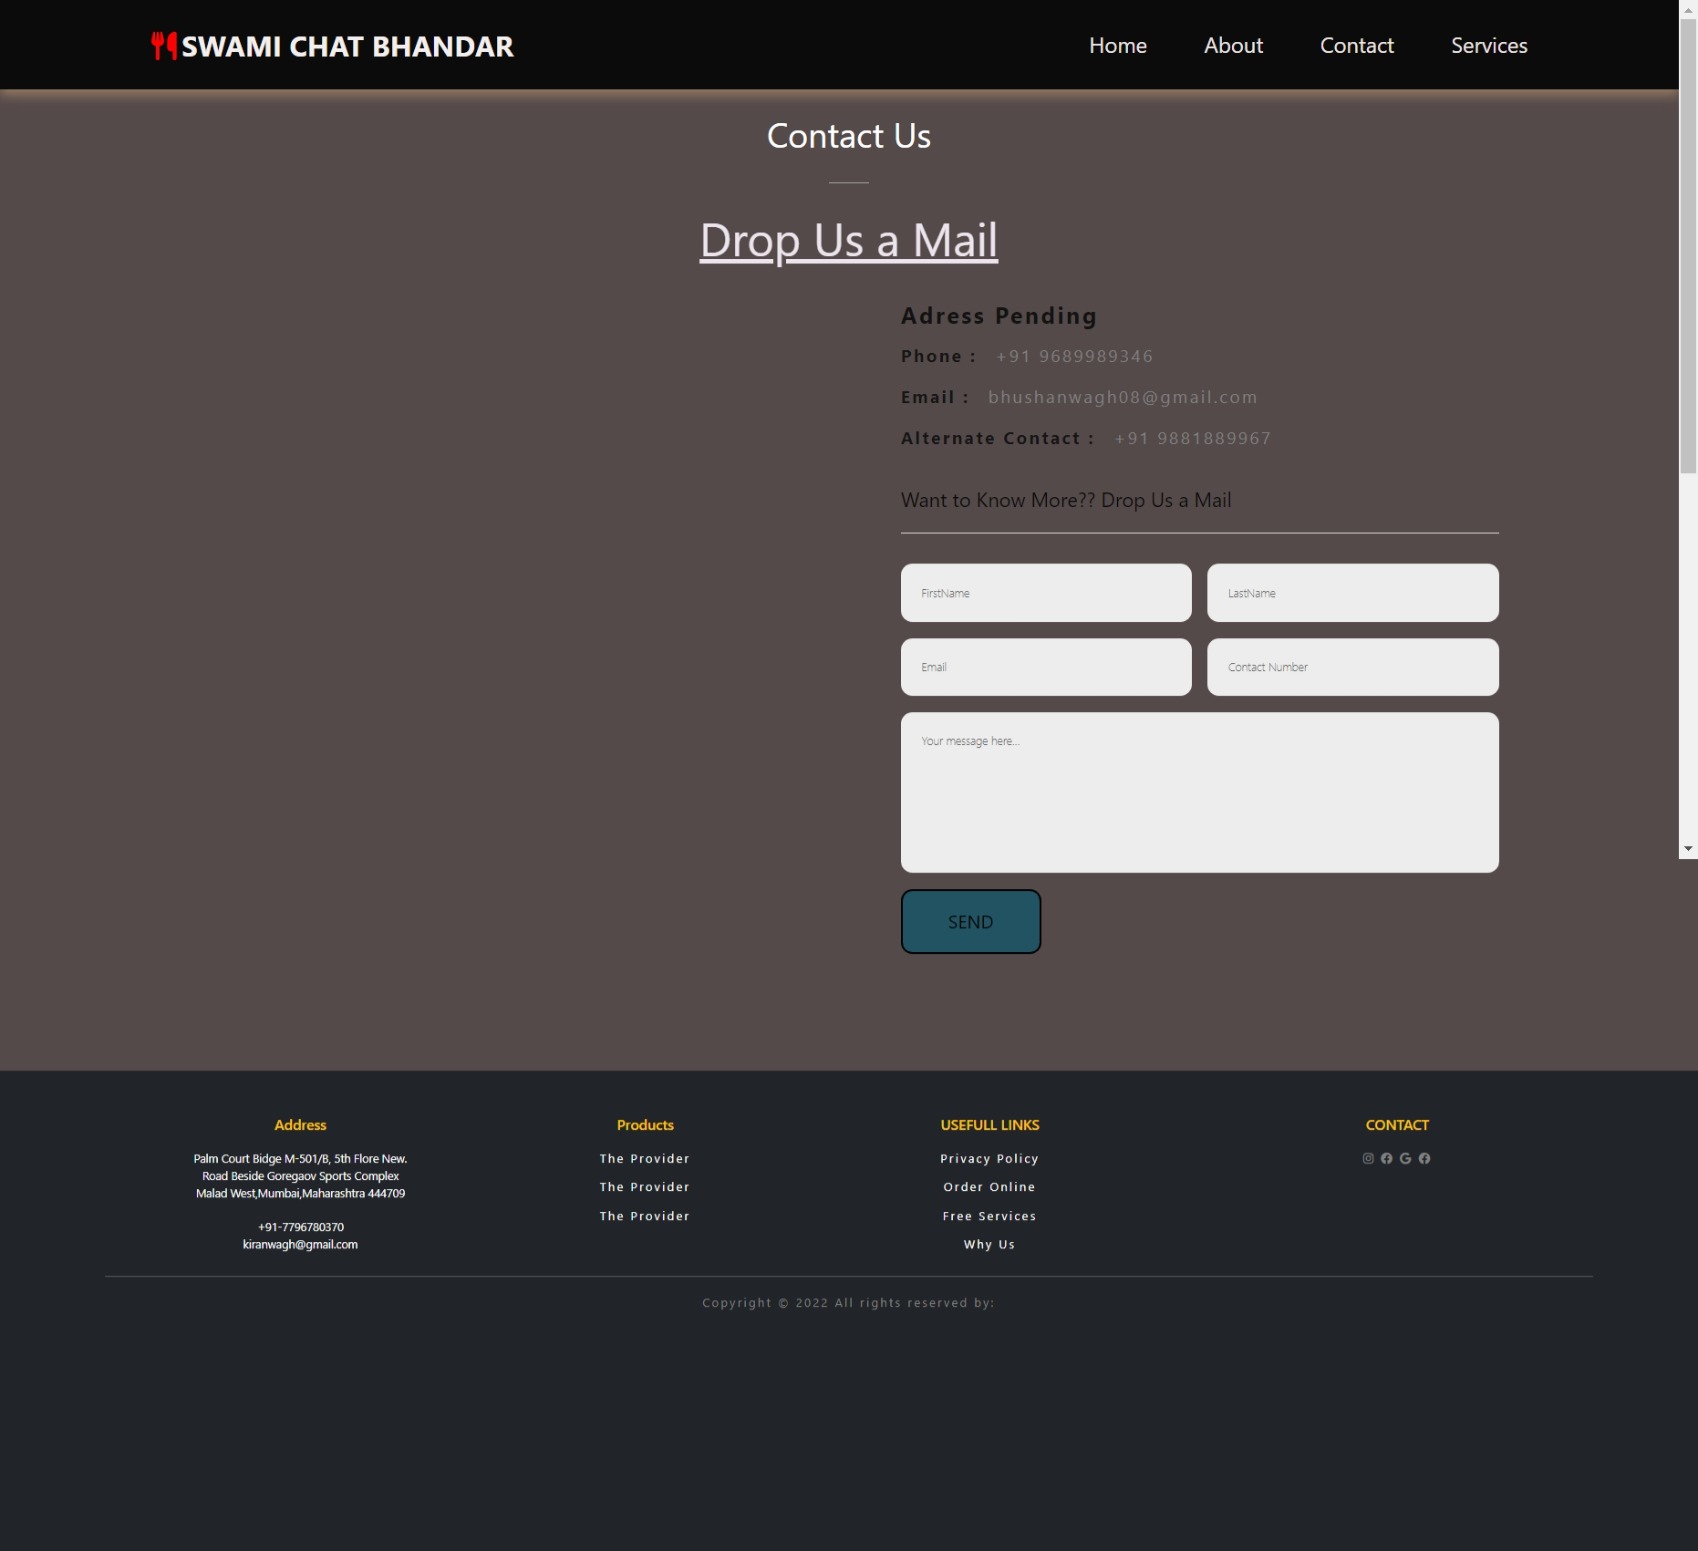 SWAMI CHAT BHANDAR
Home About Contact Services
Contact Us
Drop Us a Mail
Adress Pending
Phone : +91 9689989346
Email : bhushanwagh08@gmail.com
Alternate Contact : +91 9881889967
Want to Know More?? Drop Us a Mail
FirstName LastName
Email Contact Number
Your message here...
SEND
Address
Palm Court Bidge M-501/B, 5th Flore New.
Road Beside Goregaov Sports Complex
Malad West,Mumbai,Maharashtra 444709
+91-7796780370
kiranwagh@gmail.com
Products
The Provider
The Provider
The Provider
USEFULL LINKS
Privacy Policy
Order Online
Free Services
Why Us
CONTACT
Copyright © 2022 All rights reserved by: